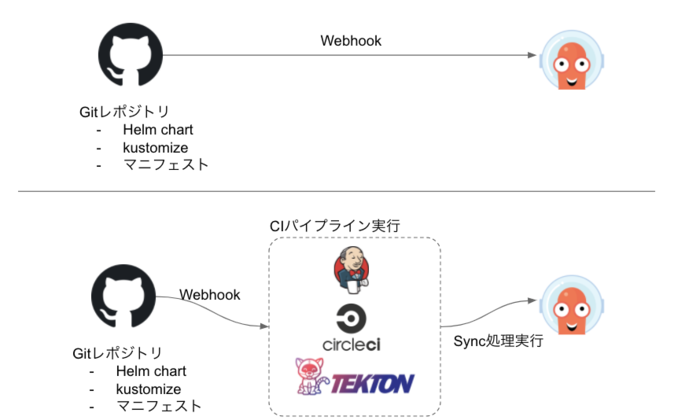 Webhook
Gitレポジトリ
- Helm chart
- kustomize
- マニフェスト
CIパイプライン実行
Webhook
circleci
TEKTON
Sync処理実行
Gitレポジトリ
- Helm chart
- kustomize
- マニフェスト